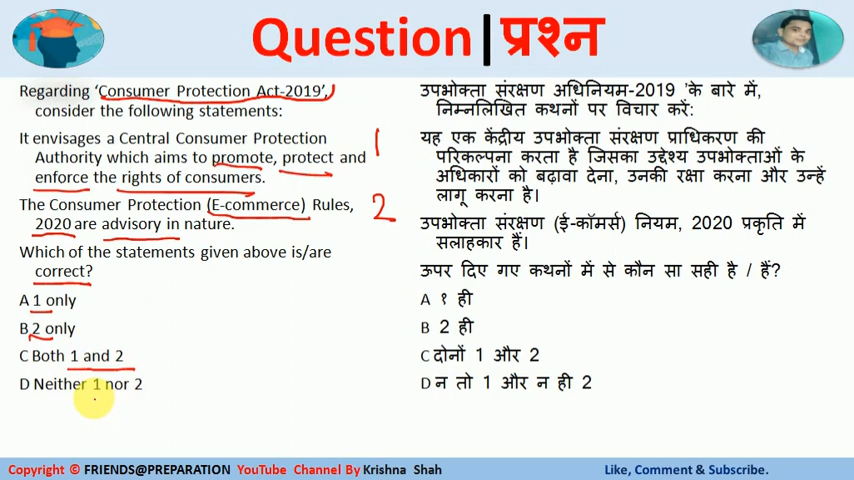 Question|प्रश्न
Regarding ‘Consumer Protection Act-2019’,
consider the following statements:
It envisages a Central Consumer Protection
Authority which aims to promote, protect and
enforce the rights of consumers.
1
The Consumer Protection (E-commerce) Rules,
2020 are advisory in nature.
2
Which of the statements given above is/are
correct?
A 1 only
B 2 only
C Both 1 and 2
D Neither 1 nor 2
उपभोक्ता संरक्षण अधिनियम-2019 'के बारे में,
निम्नलिखित कथनों पर विचार करें:
यह एक केंद्रीय उपभोक्ता संरक्षण प्राधिकरण की
परिकल्पना करता है जिसका उद्देश्य उपभोक्ताओं के
अधिकारों को बढ़ावा देना, उनकी रक्षा करना और उन्हें
लागू करना है।
उपभोक्ता संरक्षण (ई-कॉमर्स) नियम, 2020 प्रकृति में
सलाहकार हैं।
ऊपर दिए गए कथनों में से कौन सा सही है / हैं?
A १ ही
B 2 ही
C दोनों 1 और 2
D न तो 1 और न ही 2
Copyright © FRIENDS@PREPARATION YouTube Channel By Krishna Shah
Like, Comment & Subscribe.